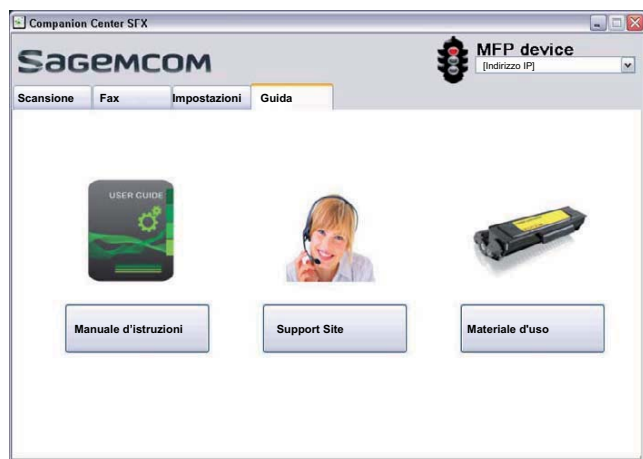 Companion Center SFX
Sagemcom
MFP device
[Indirizzo IP]
Scansione Fax Impostazioni Guida
USER GUIDE
Manuale d'istruzioni Support Site Materiale d'uso